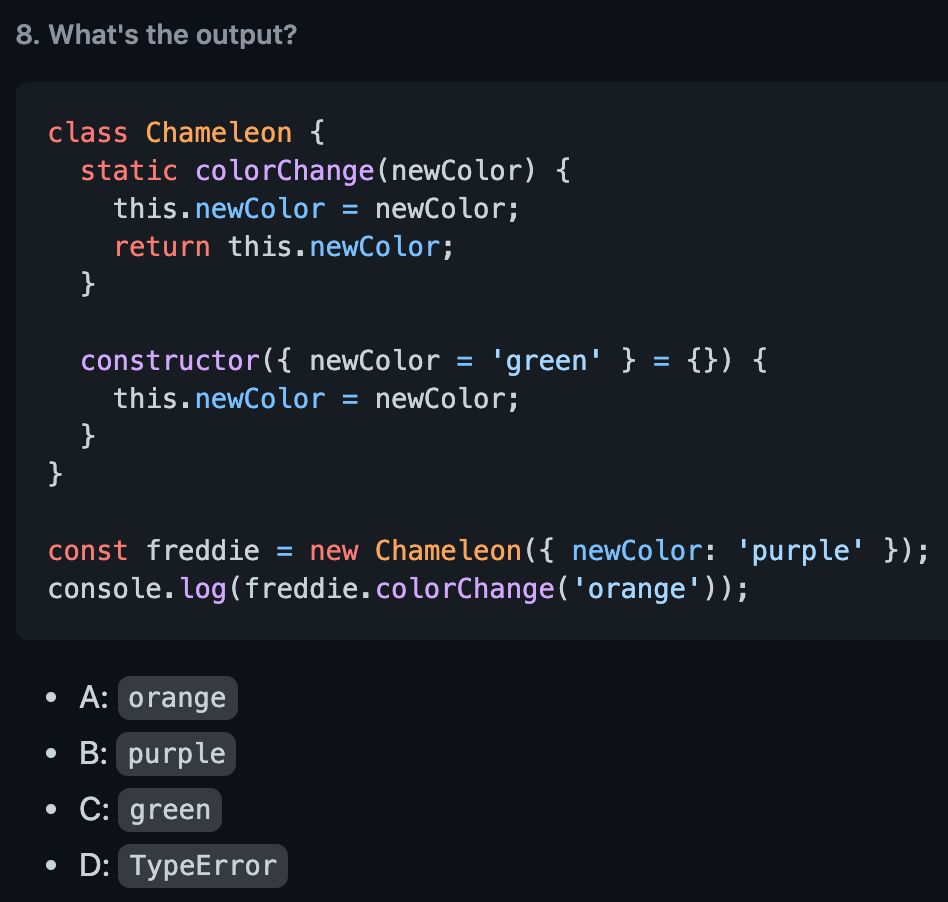 8. What's the output?
class Chameleon {
  static colorChange(newColor) {
    this.newColor = newColor;
    return this.newColor;
  }

  constructor({ newColor = 'green' } = {}) {
    this.newColor = newColor;
  }
}

const freddie = new Chameleon({ newColor: 'purple' });
console.log(freddie.colorChange('orange'));
• A: orange
• B: purple
• C: green
• D: TypeError